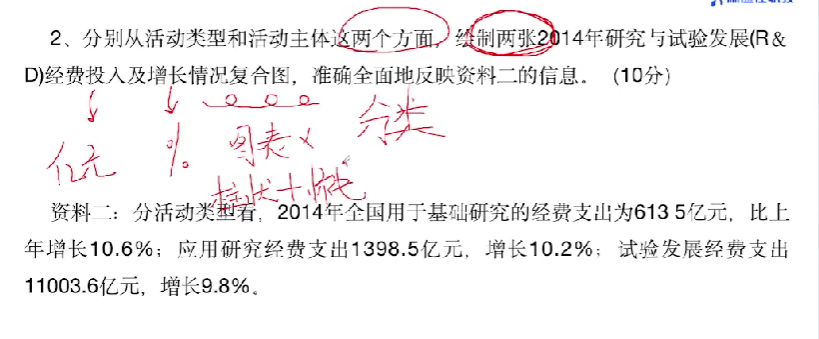 2、分别从活动类型和活动主体这两个方面，绘制两张2014年研究与试验发展(R&
D)经费投入及增长情况复合图，准确全面地反映资料二的信息。（10分）
亿元 % 图表 分类
柱状+折线
资料二：分活动类型看，2014年全国用于基础研究的经费支出为613 5亿元，比上
年增长10.6%；应用研究经费支出1398.5亿元，增长10.2%；试验发展经费支出
11003.6亿元，增长9.8%。